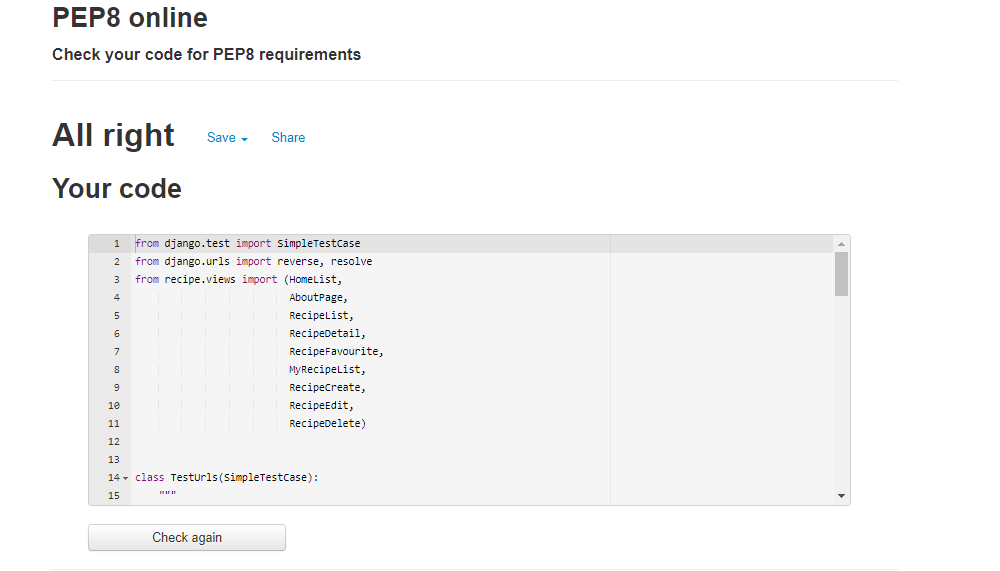 PEP8 online
Check your code for PEP8 requirements
All right Save Share
Your code
1 from django.test import SimpleTestCase
2 from django.urls import reverse, resolve
3 from recipe.views import (HomeList,
4 AboutPage,
5 RecipeList,
6 RecipeDetail,
7 RecipeFavourite,
8 MyRecipeList,
9 RecipeCreate,
10 RecipeEdit,
11 RecipeDelete)
12
13
14 class TestUrls(SimpleTestCase):
15 """
Check again